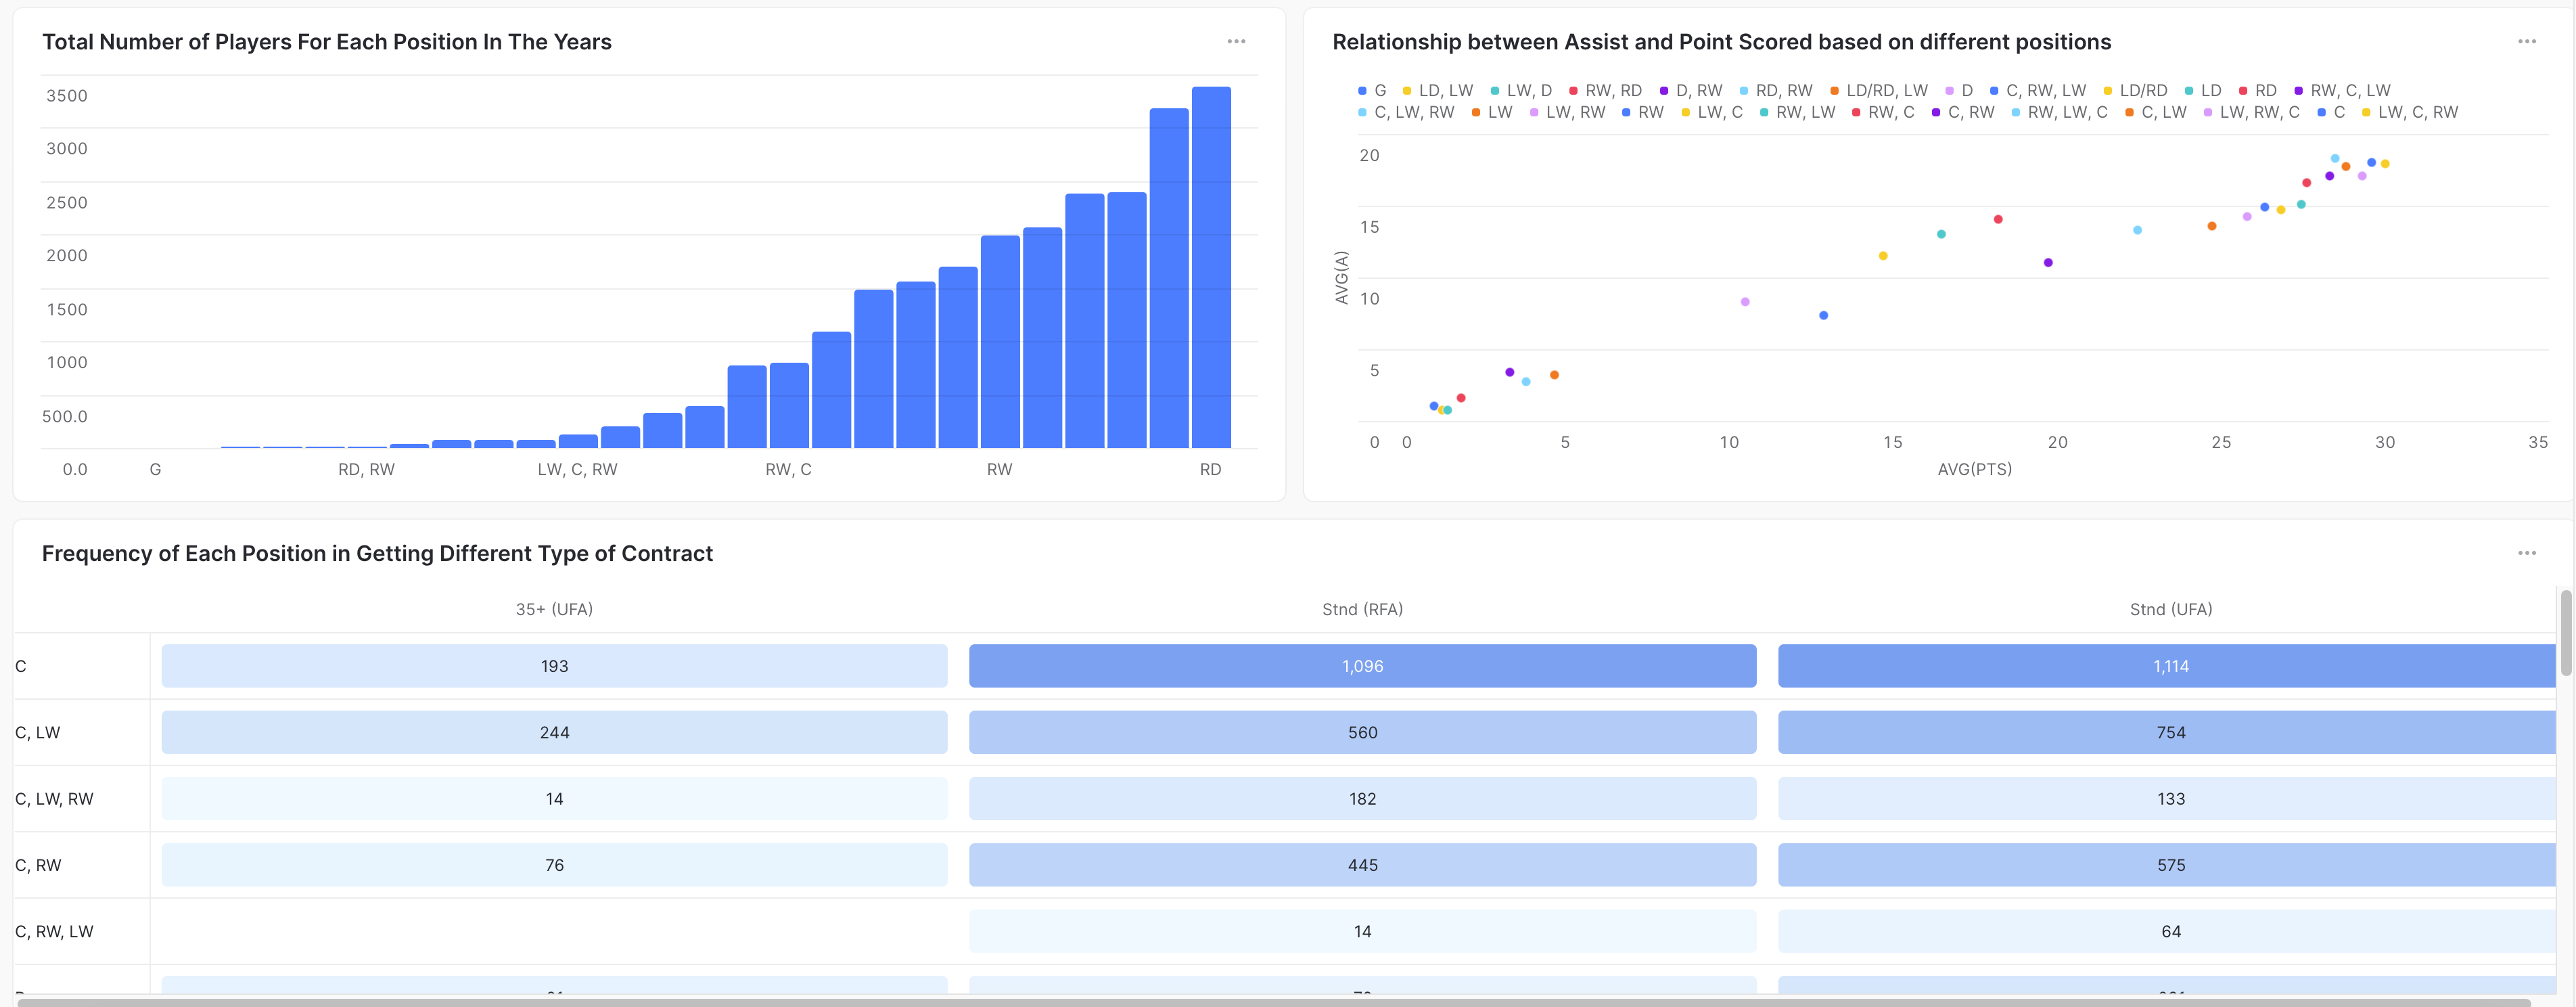 Total Number of Players For Each Position In The Years
3500
3000
2500
2000
1500
1000
500.0
0.0
G RD, RW LW, C, RW RW, C RW RD
Relationship between Assist and Point Scored based on different positions
G LD, LW LW, D RW, RD D, RW RD, RW LD/RD, LW D C, RW, LW LD/RD LD RD RW, C, LW
C, LW, RW LW LW, RW RW LW, C RW, LW RW, C C, RW RW, LW, C C, LW LW, RW, C C LW, C, RW
20
15
AVG(A)
10
5
0 0 5 10 15 20 25 30 35
AVG(PTS)
Frequency of Each Position in Getting Different Type of Contract
35+ (UFA) Stnd (RFA) Stnd (UFA)
C 193 1,096 1,114
C, LW 244 560 754
C, LW, RW 14 182 133
C, RW 76 445 575
C, RW, LW 14 64